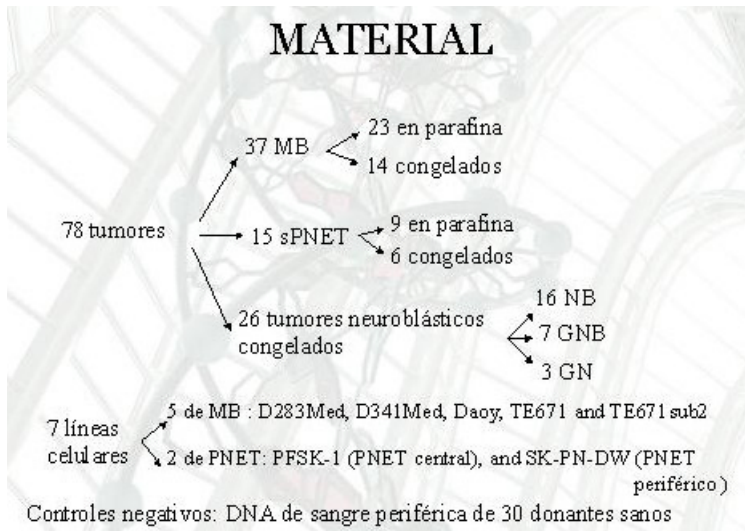 MATERIAL
37 MB
23 en parafina
14 congelados
78 tumores
15 sPNET
9 en parafina
6 congelados
26 tumores neuroblásticos
congelados
16 NB
7 GNB
3 GN
7 líneas
celulares
5 de MB : D283Med, D341Med, Daoy, TE671 and TE671sub2
2 de PNET: PFSK-1 (PNET central), and SK-PN-DW (PNET
periférico)
Controles negativos: DNA de sangre periférica de 30 donantes sanos